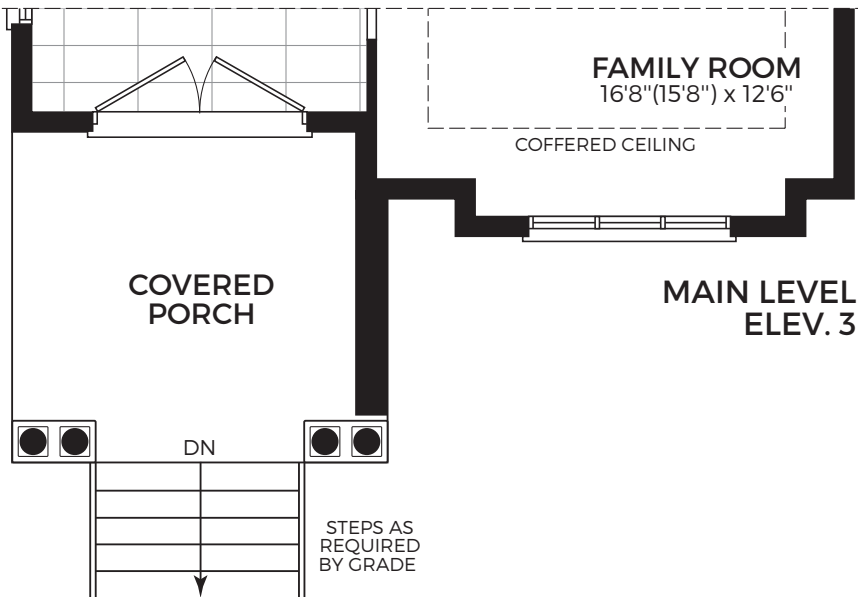 FAMILY ROOM
16'8"(15'8") x 12'6"
COFFERED CEILING
COVERED
PORCH
MAIN LEVEL
ELEV. 3
DN
STEPS AS
REQUIRED
BY GRADE